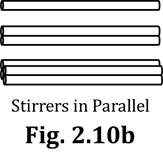 Stirrers in Parallel
Fig. 2.10b